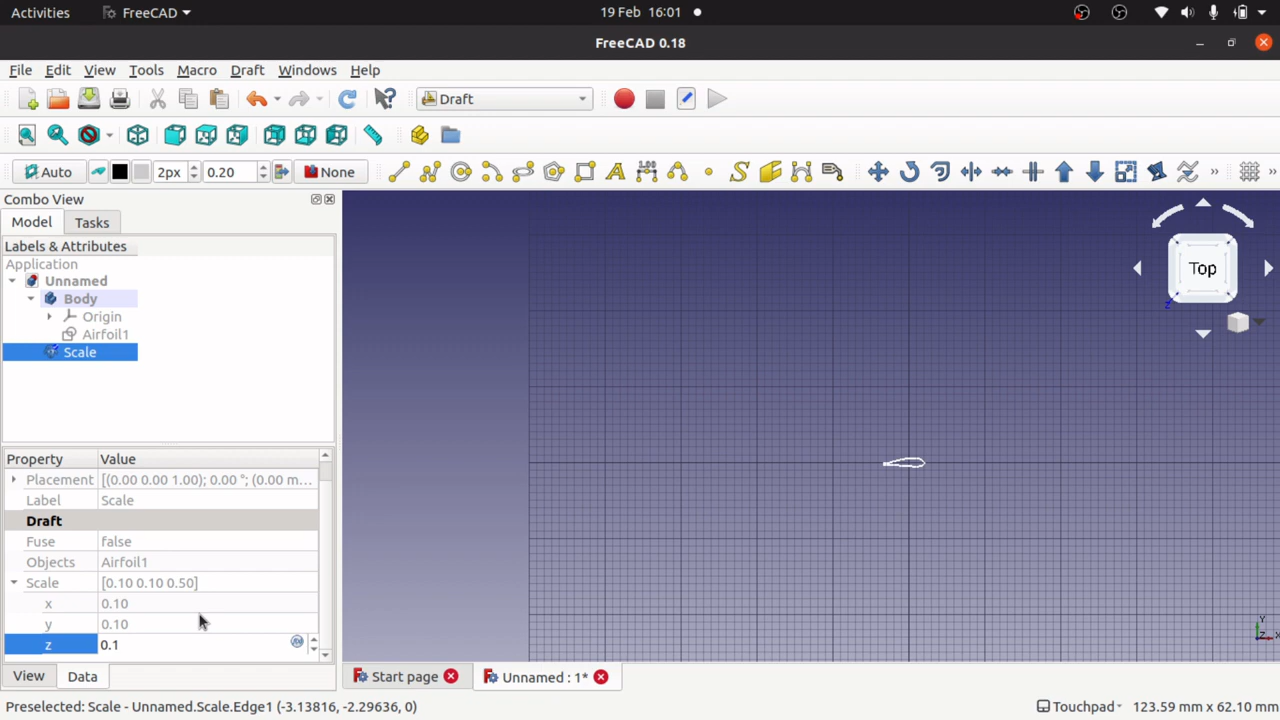 Activities FreeCAD 19 Feb 16:01
FreeCAD 0.18
File Edit View Tools Macro Draft Windows Help
Draft
Auto 2px 0.20 None
Combo View
Model Tasks
Labels & Attributes
Application
Unnamed
Body
Origin
Airfoil1
Scale
Top
Z
Property Value
Placement [(0.00 0.00 1.00); 0.00 °; (0.00 m...
Label Scale
Draft
Fuse false
Objects Airfoil1
Scale [0.10 0.10 0.50]
x 0.10
y 0.10
z 0.1
Y
Z X
View Data
Start page Unnamed : 1*
Preselected: Scale - Unnamed.Scale.Edge1 (-3.13816, -2.29636, 0) Touchpad 123.59 mm x 62.10 mm